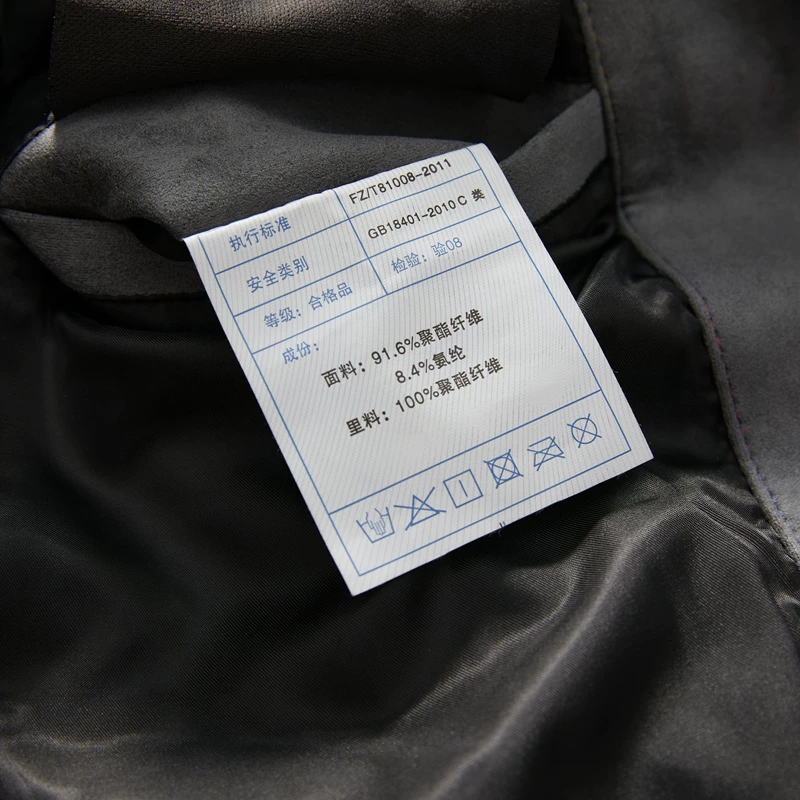 执行标准 FZ/T81008-2011
安全类别 GB18401-2010 C 类
等级：合格品 检验：验08
成份：
面料：91.6%聚酯纤维
8.4%氨纶
里料：100%聚酯纤维